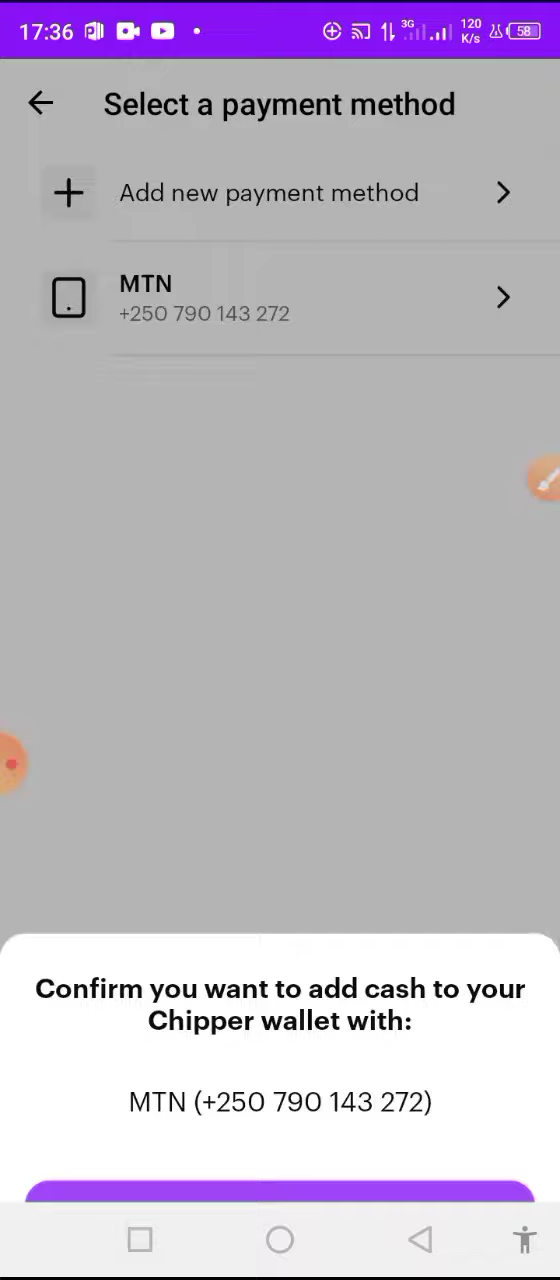 17:36
3G
120
K/s
58
Select a payment method
Add new payment method
MTN
+250 790 143 272
Confirm you want to add cash to your
Chipper wallet with:
MTN (+250 790 143 272)